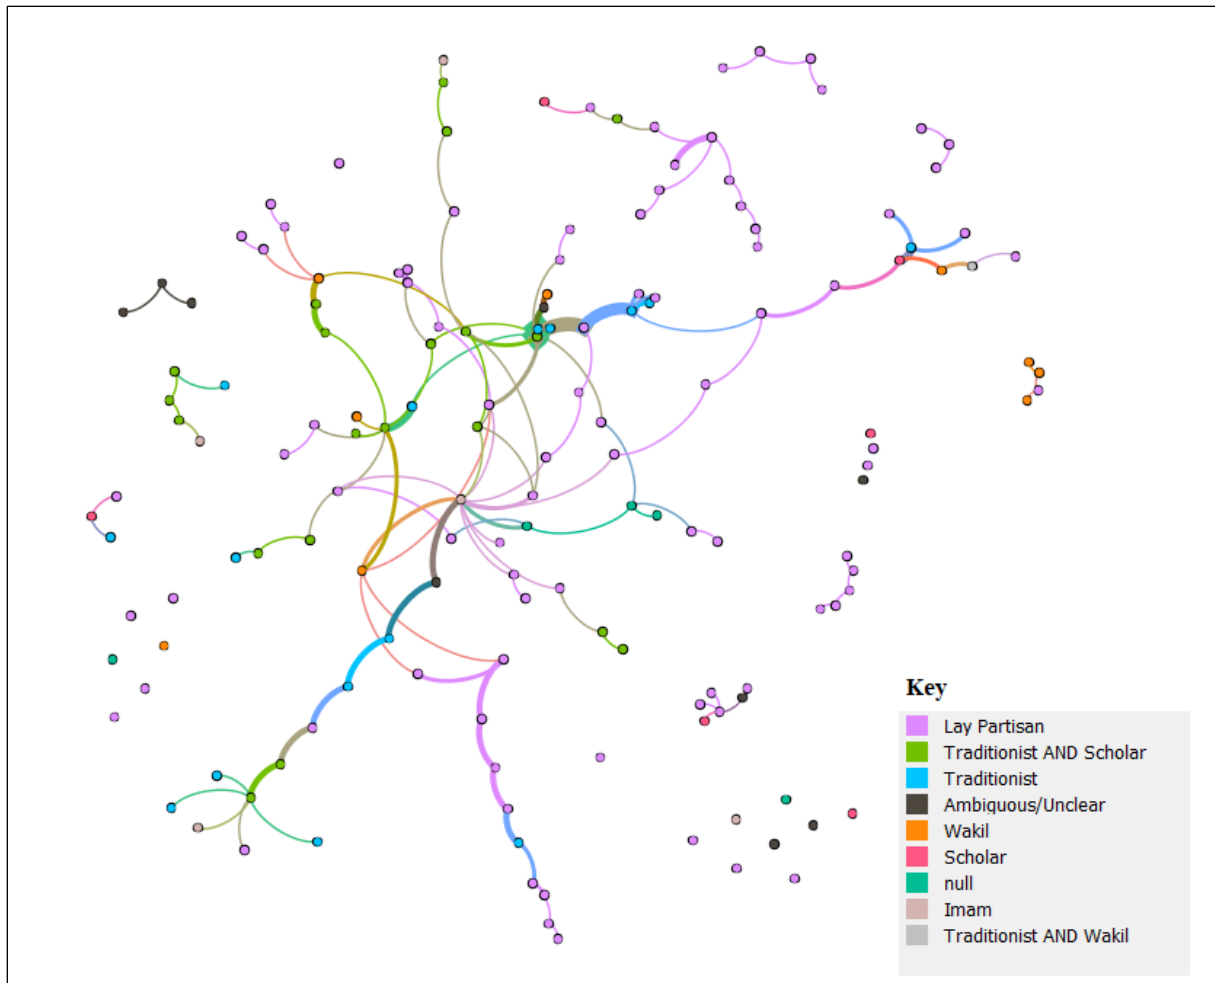 Key
Lay Partisan
Traditionist AND Scholar
Traditionist
Ambiguous/Unclear
Wakil
Scholar
null
Imam
Traditionist AND Wakil